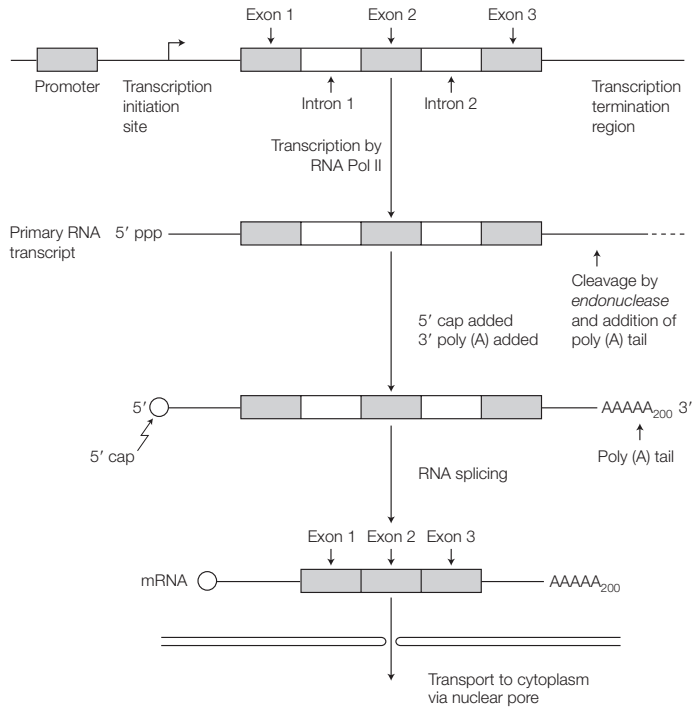 Exon 1
Exon 2
Exon 3
Promoter
Transcription
initiation
site
Intron 1
Intron 2
Transcription
termination
region
Transcription by
RNA Pol II
Primary RNA
transcript
5′ ppp
Cleavage by
endonuclease
and addition of
poly (A) tail
5′ cap added
3′ poly (A) added
5′
AAAAA200 3′
5′ cap
Poly (A) tail
RNA splicing
Exon 1
Exon 2
Exon 3
mRNA
AAAAA200
Transport to cytoplasm
via nuclear pore